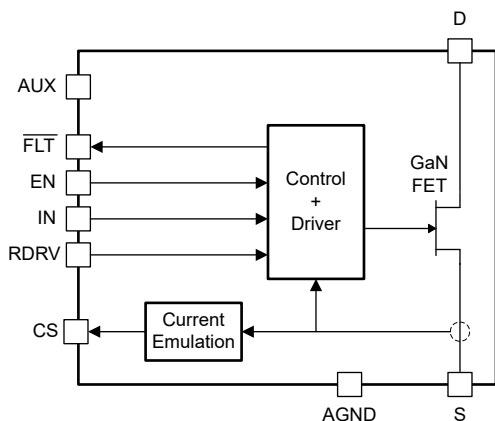 D
AUX
FLT
EN
IN
RDRV
Control
+
Driver
GaN
FET
CS
Current
Emulation
AGND
S